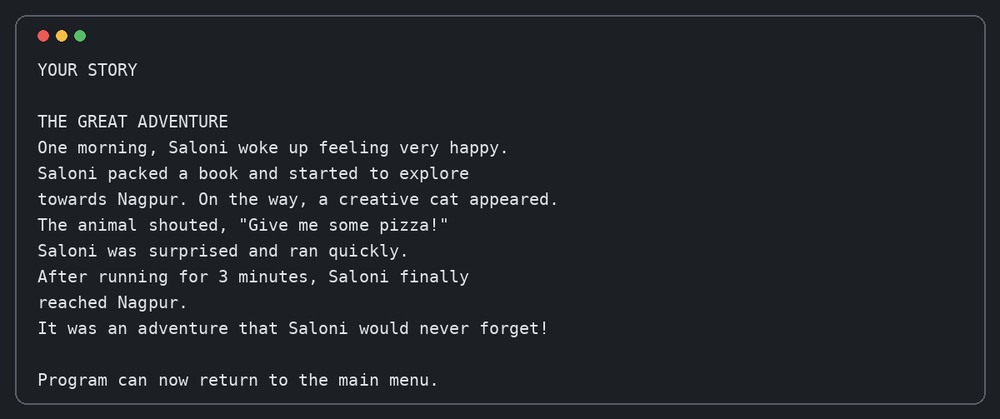 YOUR STORY
THE GREAT ADVENTURE
One morning, Saloni woke up feeling very happy.
Saloni packed a book and started to explore
towards Nagpur. On the way, a creative cat appeared.
The animal shouted, "Give me some pizza!"
Saloni was surprised and ran quickly.
After running for 3 minutes, Saloni finally
reached Nagpur.
It was an adventure that Saloni would never forget!
Program can now return to the main menu.